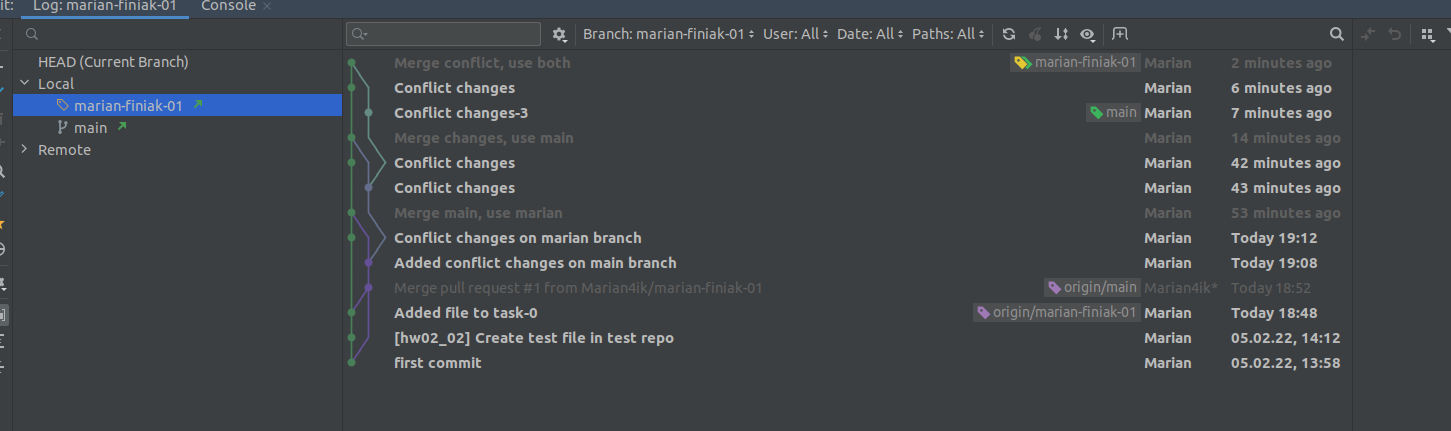 it: Log: marian-finiak-01 Console
Branch: marian-finiak-01 User: All Date: All Paths: All
HEAD (Current Branch)
Local
marian-finiak-01
main
Remote
Merge conflict, use both marian-finiak-01 Marian 2 minutes ago
Conflict changes Marian 6 minutes ago
Conflict changes-3 main Marian 7 minutes ago
Merge changes, use main Marian 14 minutes ago
Conflict changes Marian 42 minutes ago
Conflict changes Marian 43 minutes ago
Merge main, use marian Marian 53 minutes ago
Conflict changes on marian branch Marian Today 19:12
Added conflict changes on main branch Marian Today 19:08
Merge pull request #1 from Marian4ik/marian-finiak-01 origin/main Marian4ik* Today 18:52
Added file to task-0 origin/marian-finiak-01 Marian Today 18:48
[hw02_02] Create test file in test repo Marian 05.02.22, 14:12
first commit Marian 05.02.22, 13:58